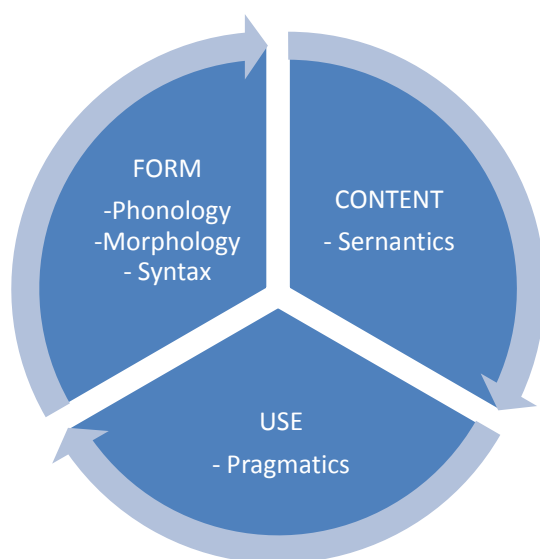 FORM
-Phonology
-Morphology
- Syntax
CONTENT
- Sernantics
USE
- Pragmatics